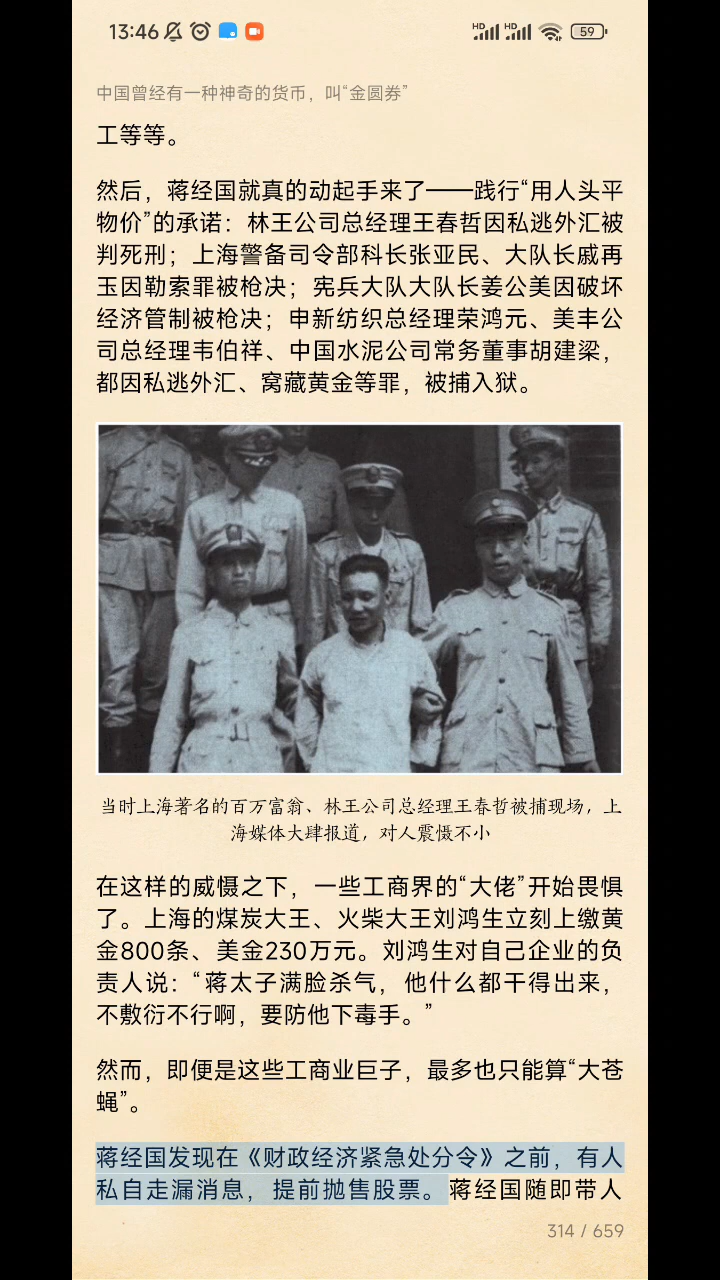 13:46
HD HD 59
中国曾经有一种神奇的货币，叫“金圆券”
工等等。
然后，蒋经国就真的动起手来了——践行“用人头平
物价”的承诺：林王公司总经理王春哲因私逃外汇被
判死刑；上海警备司令部科长张亚民、大队长戚再
玉因勒索罪被枪决；宪兵大队大队长姜公美因破坏
经济管制被枪决；申新纺织总经理荣鸿元、美丰公
司总经理韦伯祥、中国水泥公司常务董事胡建梁，
都因私逃外汇、窝藏黄金等罪，被捕入狱。
当时上海著名的百万富翁、林王公司总经理王春哲被捕现场，上
海媒体大肆报道，对人震慑不小
在这样的威慑之下，一些工商界的“大佬”开始畏惧
了。上海的煤炭大王、火柴大王刘鸿生立刻上缴黄
金800条、美金230万元。刘鸿生对自己企业的负
责人说：“蒋太子满脸杀气，他什么都干得出来，
不敷衍不行啊，要防他下毒手。”
然而，即便是这些工商业巨子，最多也只能算“大苍
蝇”。
蒋经国发现在《财政经济紧急处分令》之前，有人
私自走漏消息，提前抛售股票。蒋经国随即带人
314 / 659